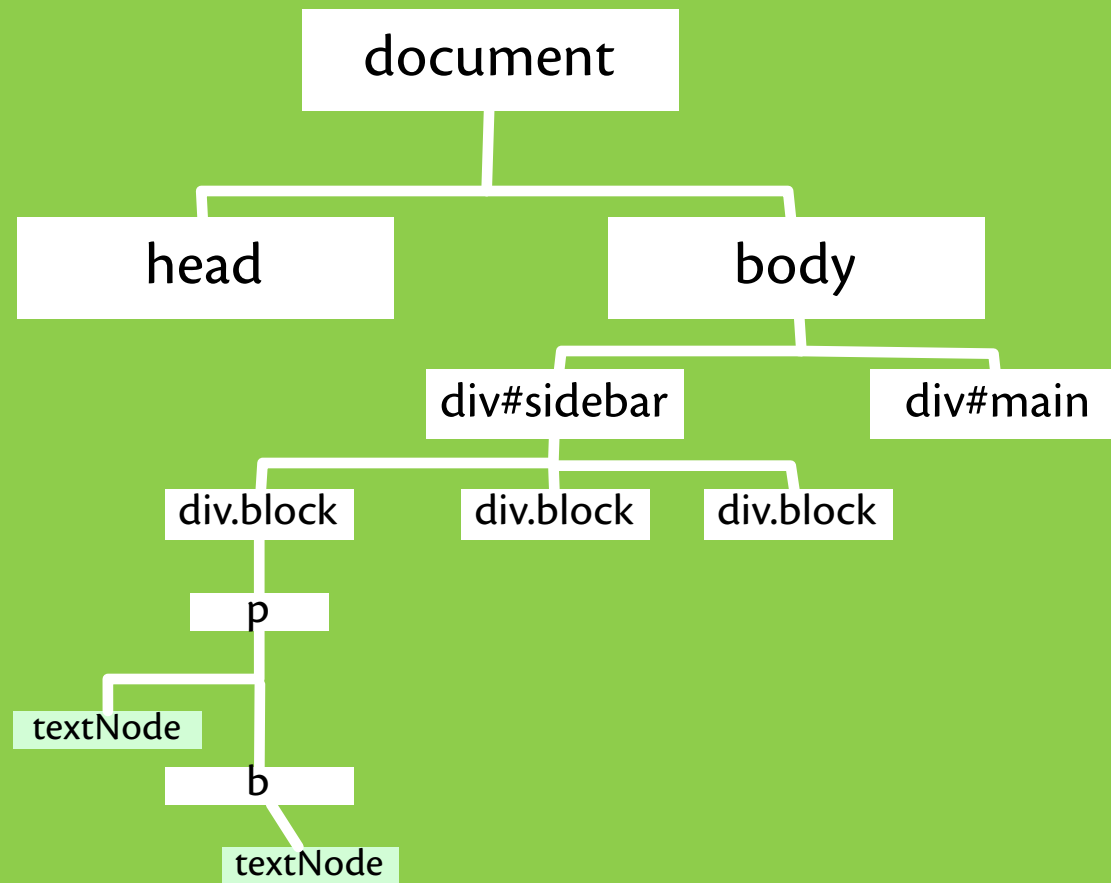 document
head
body
div#sidebar
div#main
div.block
div.block
div.block
p
textNode
b
textNode